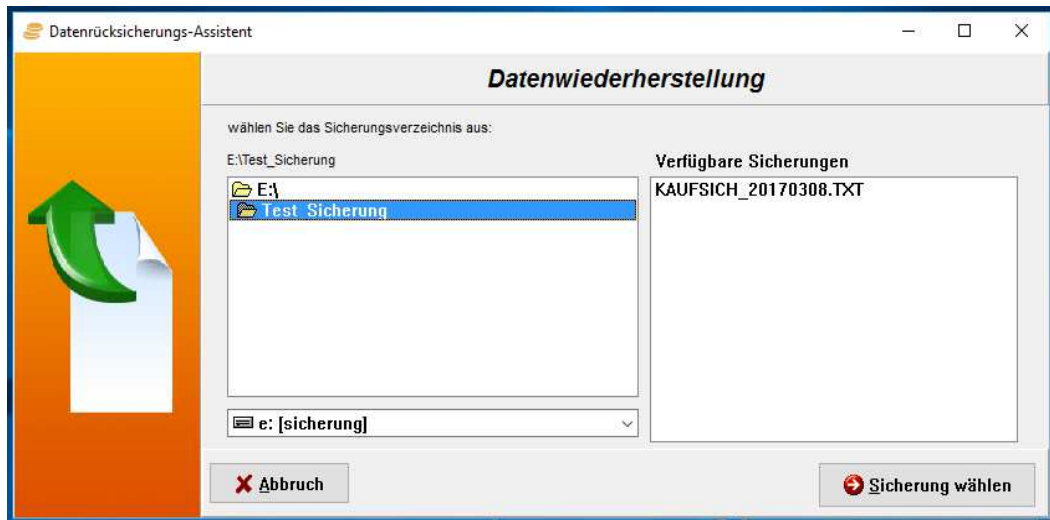 Datenrücksicherungs-Assistent
Datenwiederherstellung
wählen Sie das Sicherungsverzeichnis aus:
E:\Test_Sicherung
E:\
Test_Sicherung
e: [sicherung]
Verfügbare Sicherungen
KAUFSICH_20170308.TXT
Abbruch
Sicherung wählen